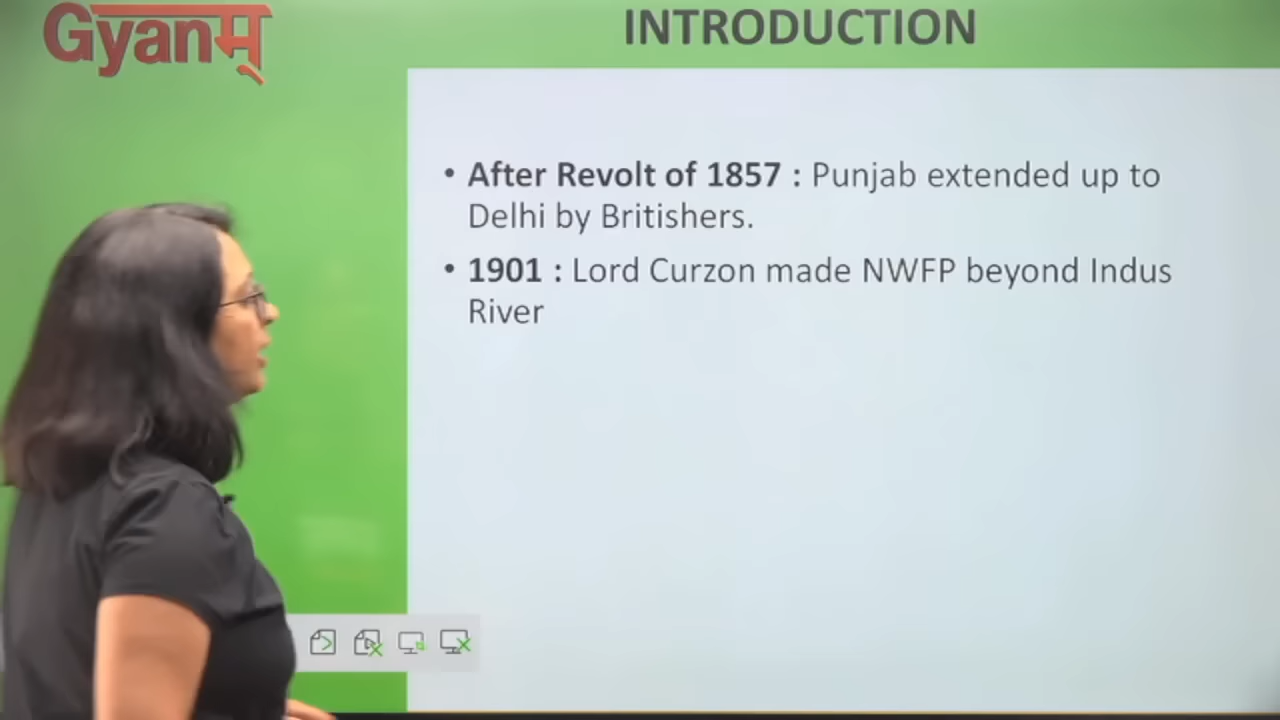 Gyanम्
INTRODUCTION
• After Revolt of 1857 : Punjab extended up to
Delhi by Britishers.
• 1901 : Lord Curzon made NWFP beyond Indus
River